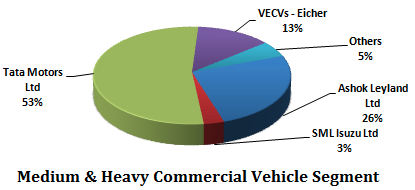 VECVs - Eicher
13%
Others
5%
Tata Motors
Ltd
53%
Ashok Leyland
Ltd
26%
SML Isuzu Ltd
3%
Medium & Heavy Commercial Vehicle Segment